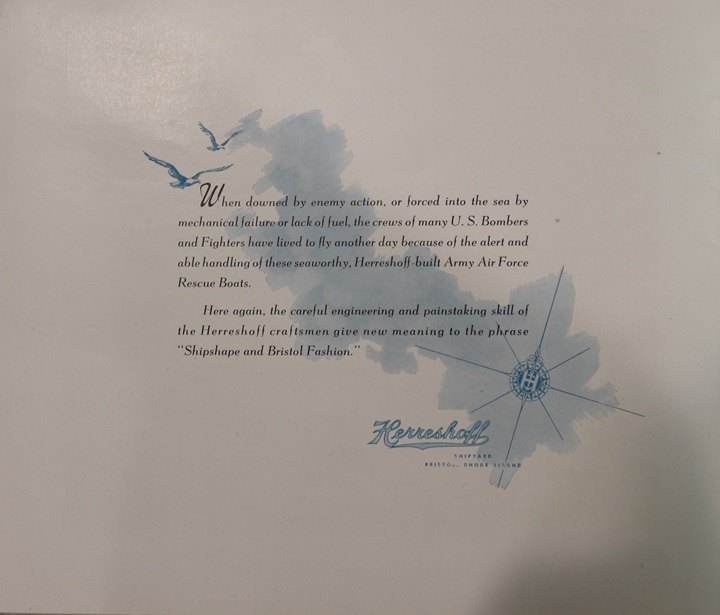 When downed by enemy action, or forced into the sea by
mechanical failure or lack of fuel, the crews of many U. S. Bombers
and Fighters have lived to fly another day because of the alert and
able handling of these seaworthy, Herreshoff-built Army Air Force
Rescue Boats.
Here again, the careful engineering and painstaking skill of
the Herreshoff craftsmen give new meaning to the phrase
"Shipshape and Bristol Fashion."
H
Herreshoff
SHIPYARD
BRISTOL, RHODE ISLAND